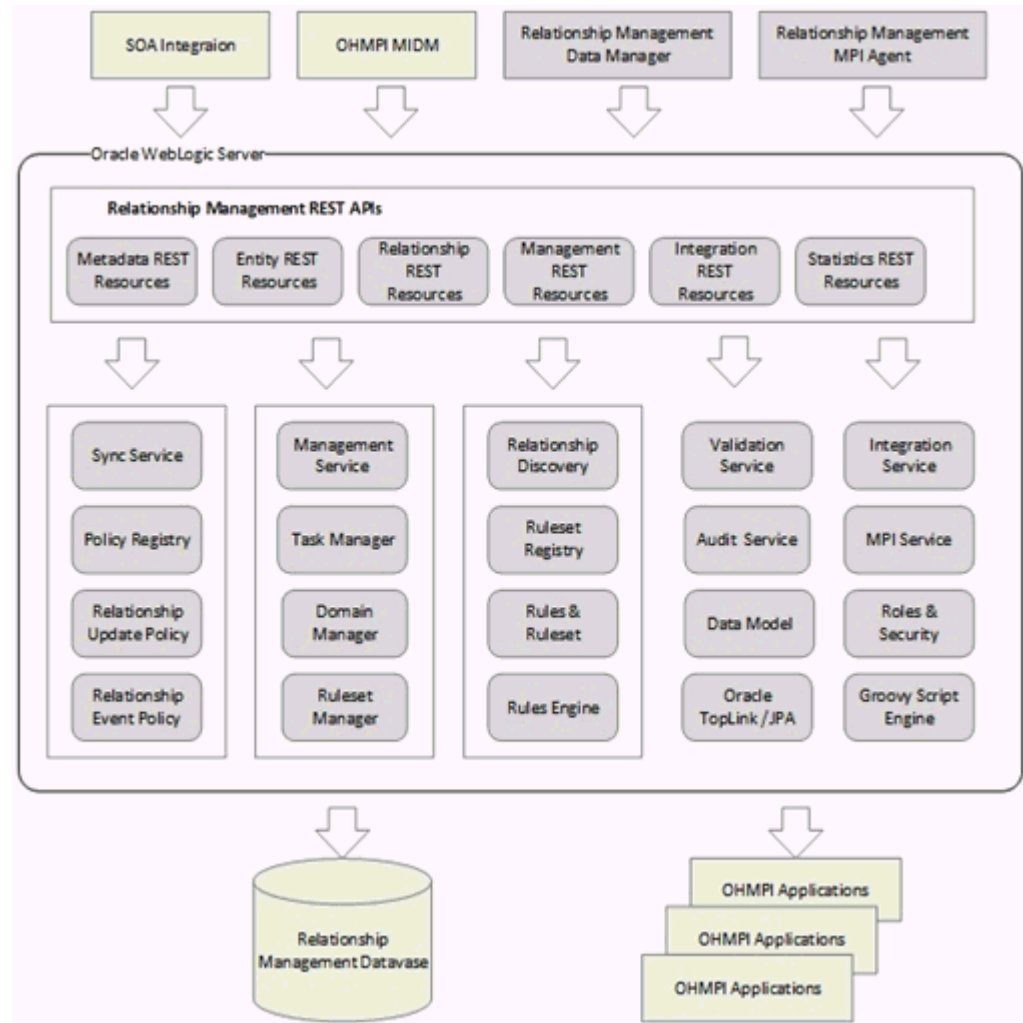 SOA Integraion
OHMPI MIDM
Relationship Management
Data Manager
Relationship Management
MPI Agent
Oracle WebLogic Server
Relationship Management REST APIs
Metadata REST
Resources
Entity REST
Resources
Relationship
REST
Resources
Management
REST
Resources
Integration
REST
Resources
Statistics REST
Resources
Sync Service
Policy Registry
Relationship
Update Policy
Relationship
Event Policy
Management
Service
Task Manager
Domain
Manager
Ruleset
Manager
Relationship
Discovery
Ruleset
Registry
Rules &
Ruleset
Rules Engine
Validation
Service
Audit Service
Data Model
Oracle
TopLink /JPA
Integration
Service
MPI Service
Roles &
Security
Groovy Script
Engine
Relationship
Management Datavase
OHMPI Applications
OHMPI Applications
OHMPI Applications